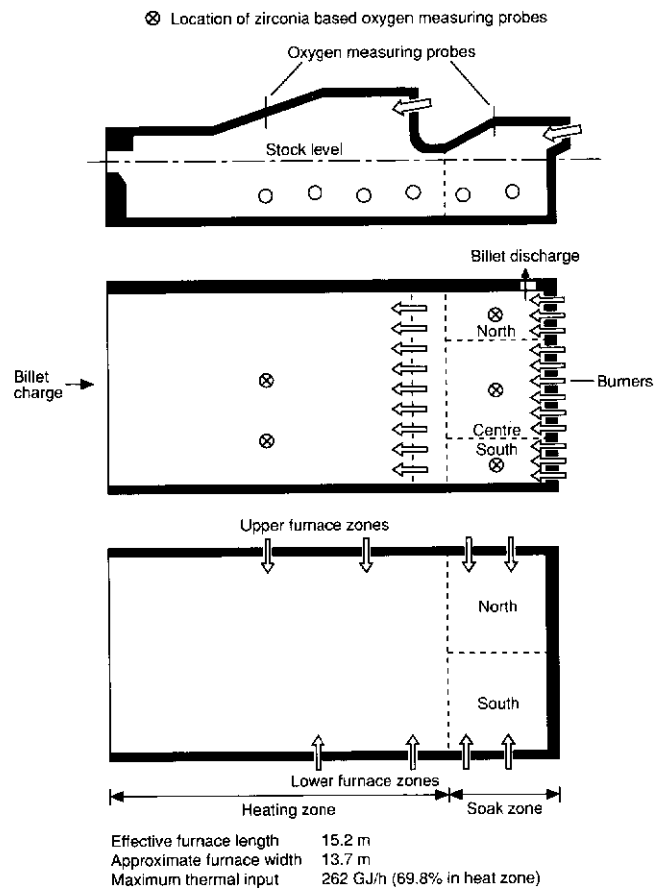 ⊗ Location of zirconia based oxygen measuring probes
Oxygen measuring probes
Stock level
Billet discharge
North
Billet
charge
Burners
Centre
South
Upper furnace zones
North
South
Lower furnace zones
Heating zone
Soak zone
Effective furnace length 15.2 m
Approximate furnace width 13.7 m
Maximum thermal input 262 GJ/h (69.8% in heat zone)